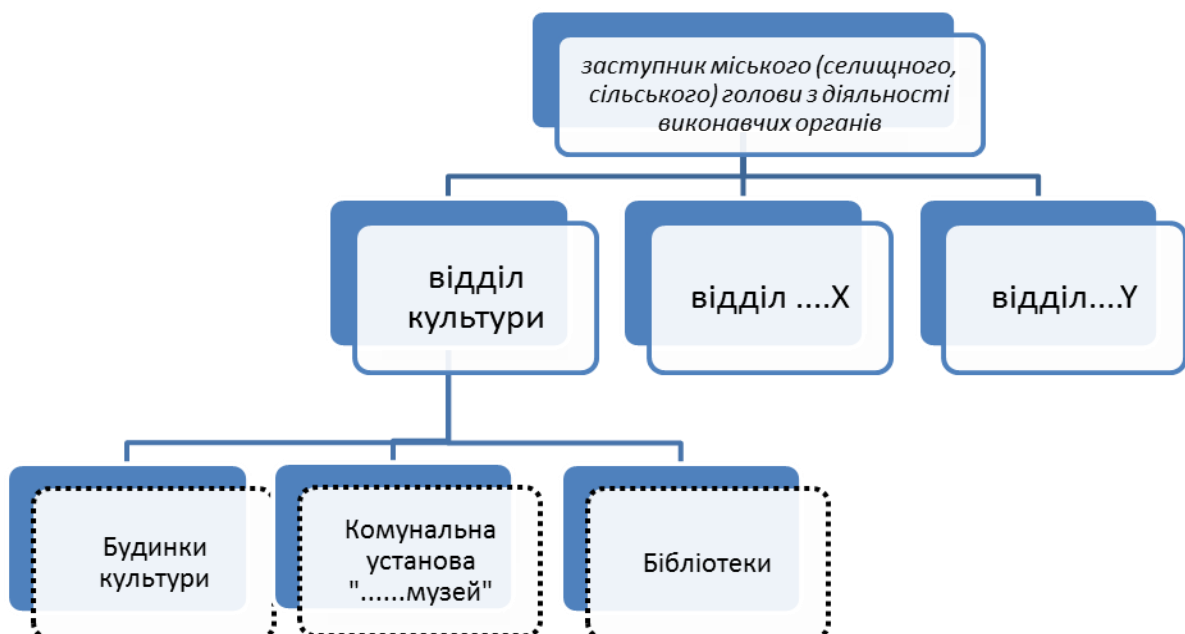 заступник міського (селищного,
сільського) голови з діяльності
виконавчих органів
відділ
культури
відділ ....X
відділ....Y
Будинки
культури
Комунальна
установа
"......музей"
Бібліотеки